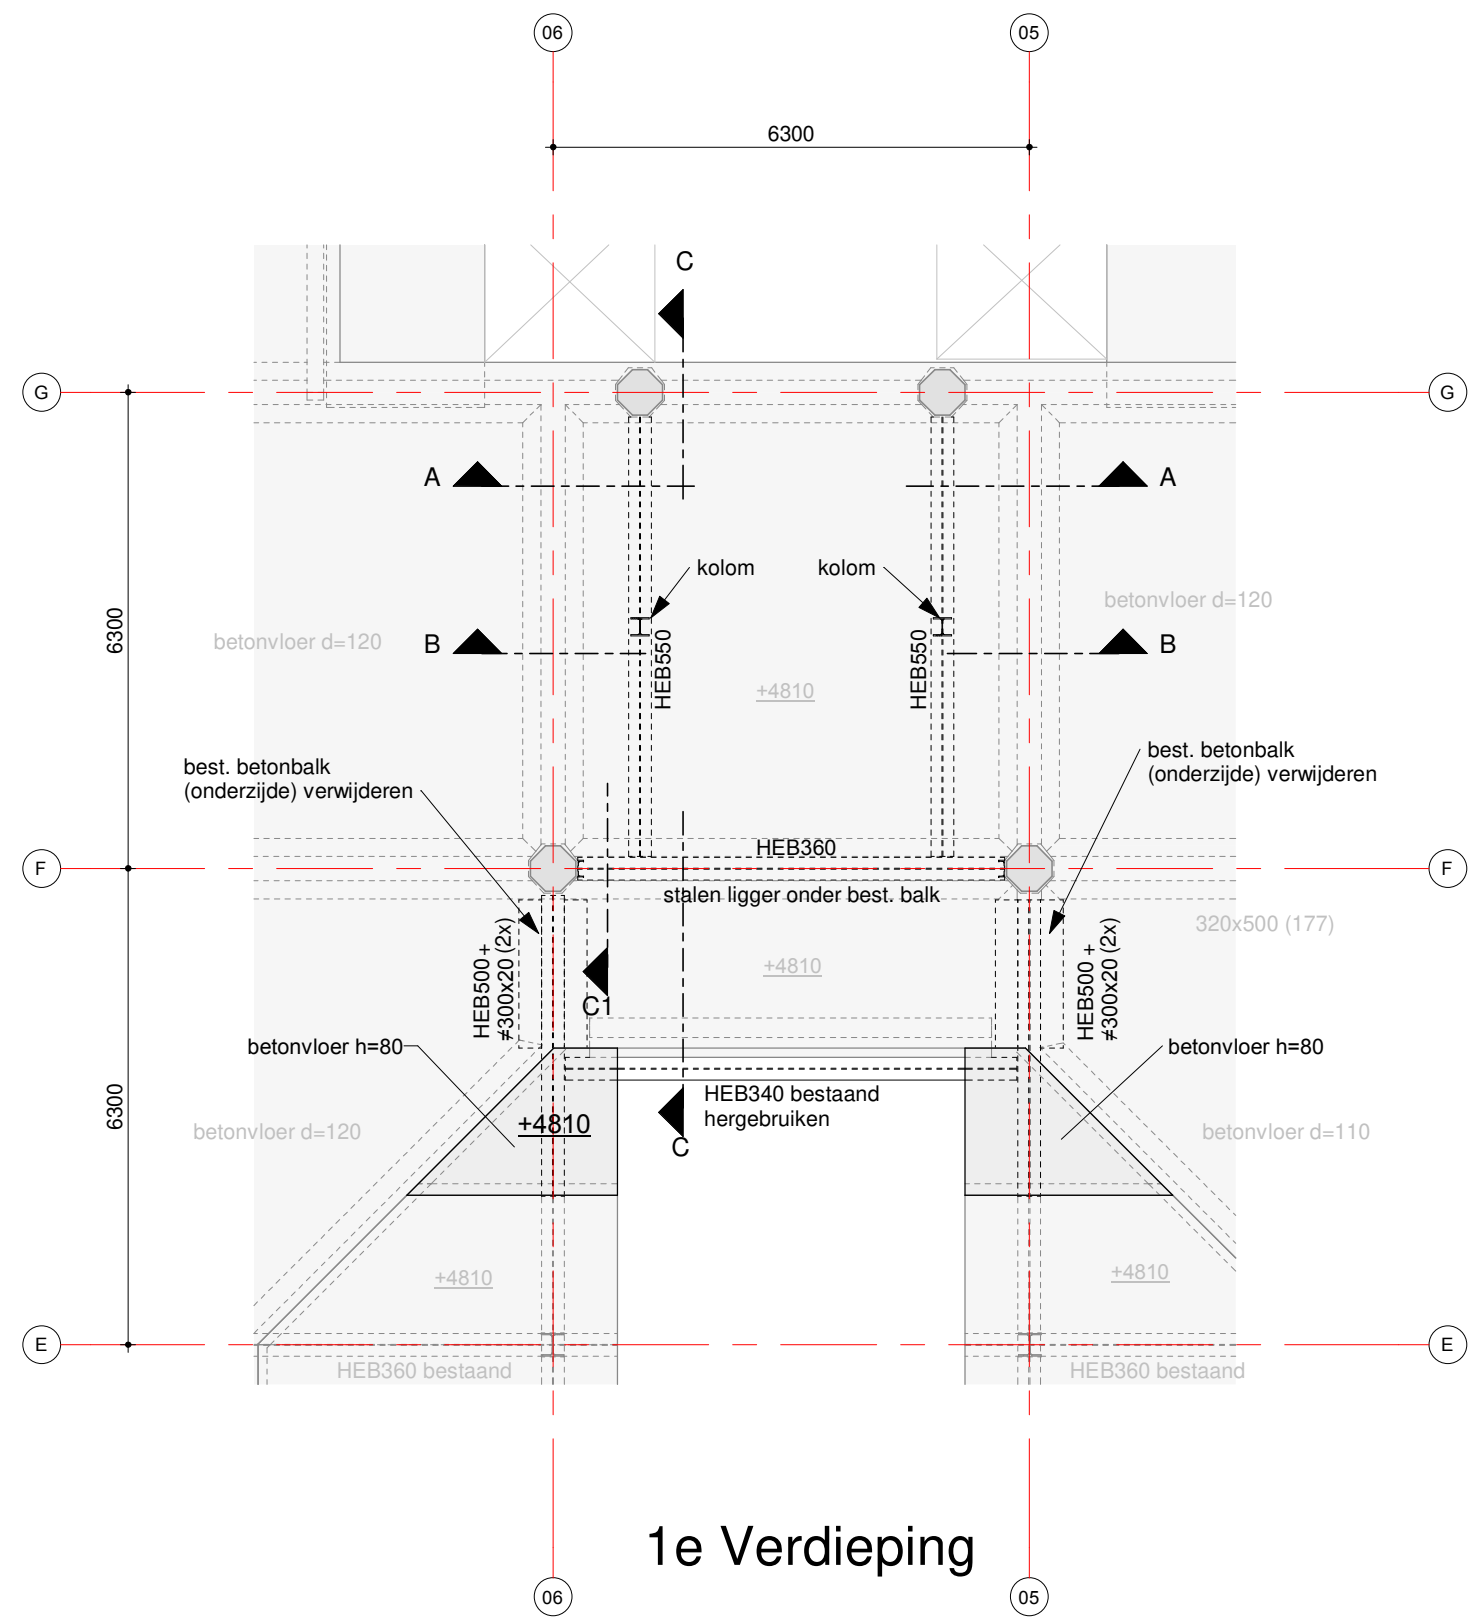 06
05
6300
C
G
G
A
A
kolom
kolom
betonvloer d=120
6300
betonvloer d=120
B
B
HEB550
HEB550
+4810
best. betonbalk
(onderzijde) verwijderen
best. betonbalk
(onderzijde) verwijderen
HEB360
F
F
stalen ligger onder best. balk
320x500 (177)
HEB500+
≠300x20 (2x)
+4810
HEB500 +
≠300x20 (2x)
C1
betonvloer h=80
betonvloer h=80
HEB340 bestaand
hergebruiken
6300
+4810
betonvloer d=120
betonvloer d=110
C
+4810
+4810
E
E
HEB360 bestaand
HEB360 bestaand
1e Verdieping
06
05